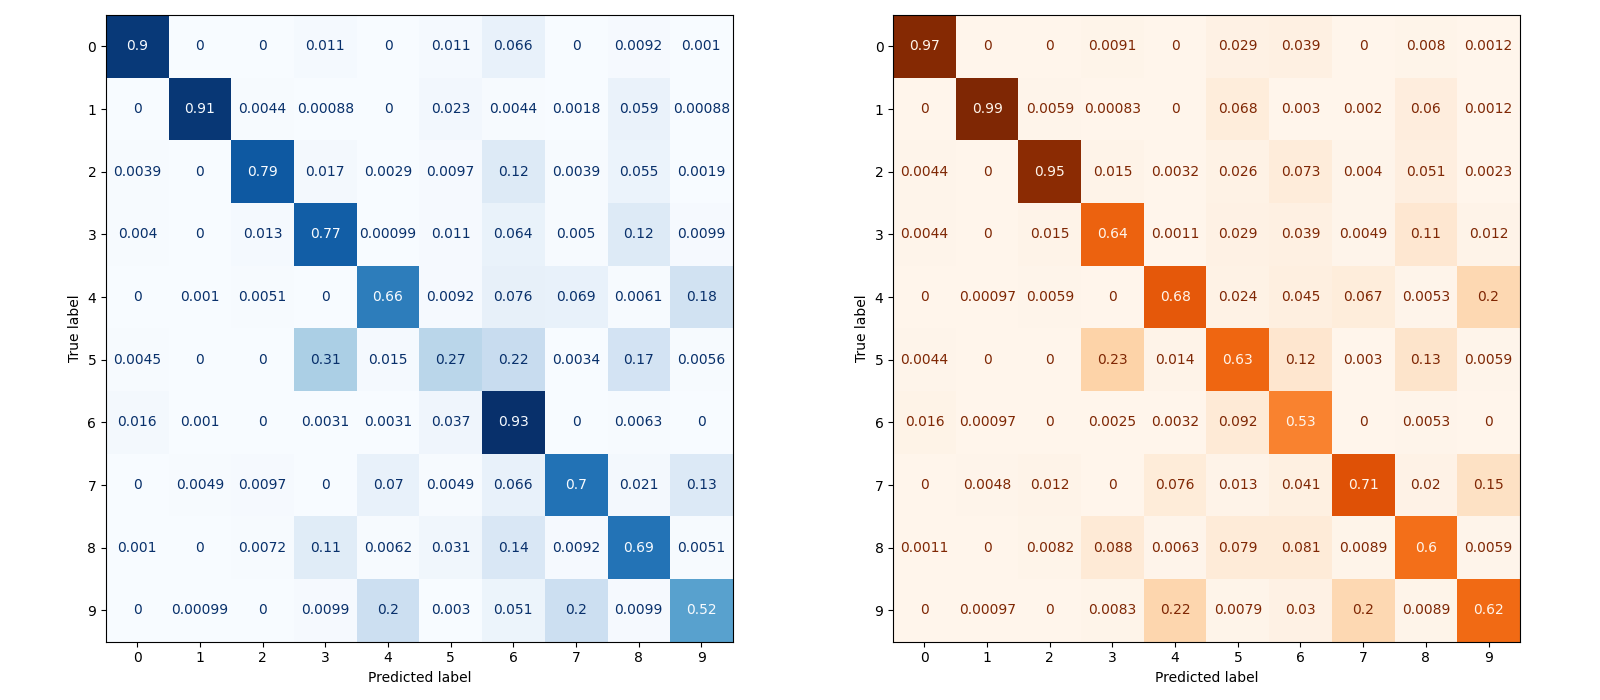 0 0.9 0 0 0.011 0 0.011 0.066 0 0.0092 0.001
1 0 0.91 0.0044 0.00088 0 0.023 0.0044 0.0018 0.059 0.00088
2 0.0039 0 0.79 0.017 0.0029 0.0097 0.12 0.0039 0.055 0.0019
3 0.004 0 0.013 0.77 0.00099 0.011 0.064 0.005 0.12 0.0099
4 0 0.001 0.0051 0 0.66 0.0092 0.076 0.069 0.0061 0.18
5 0.0045 0 0 0.31 0.015 0.27 0.22 0.0034 0.17 0.0056
6 0.016 0.001 0 0.0031 0.0031 0.037 0.93 0 0.0063 0
7 0 0.0049 0.0097 0 0.07 0.0049 0.066 0.7 0.021 0.13
8 0.001 0 0.0072 0.11 0.0062 0.031 0.14 0.0092 0.69 0.0051
9 0 0.00099 0 0.0099 0.2 0.003 0.051 0.2 0.0099 0.52
0 1 2 3 4 5 6 7 8 9
Predicted label
True label
0 0.97 0 0 0.0091 0 0.029 0.039 0 0.008 0.0012
1 0 0.99 0.0059 0.00083 0 0.068 0.003 0.002 0.06 0.0012
2 0.0044 0 0.95 0.015 0.0032 0.026 0.073 0.004 0.051 0.0023
3 0.0044 0 0.015 0.64 0.0011 0.029 0.039 0.0049 0.11 0.012
4 0 0.00097 0.0059 0 0.68 0.024 0.045 0.067 0.0053 0.2
5 0.0044 0 0 0.23 0.014 0.63 0.12 0.003 0.13 0.0059
6 0.016 0.00097 0 0.0025 0.0032 0.092 0.53 0 0.0053 0
7 0 0.0048 0.012 0 0.076 0.013 0.041 0.71 0.02 0.15
8 0.0011 0 0.0082 0.088 0.0063 0.079 0.081 0.0089 0.6 0.0059
9 0 0.00097 0 0.0083 0.22 0.0079 0.03 0.2 0.0089 0.62
0 1 2 3 4 5 6 7 8 9
Predicted label
True label